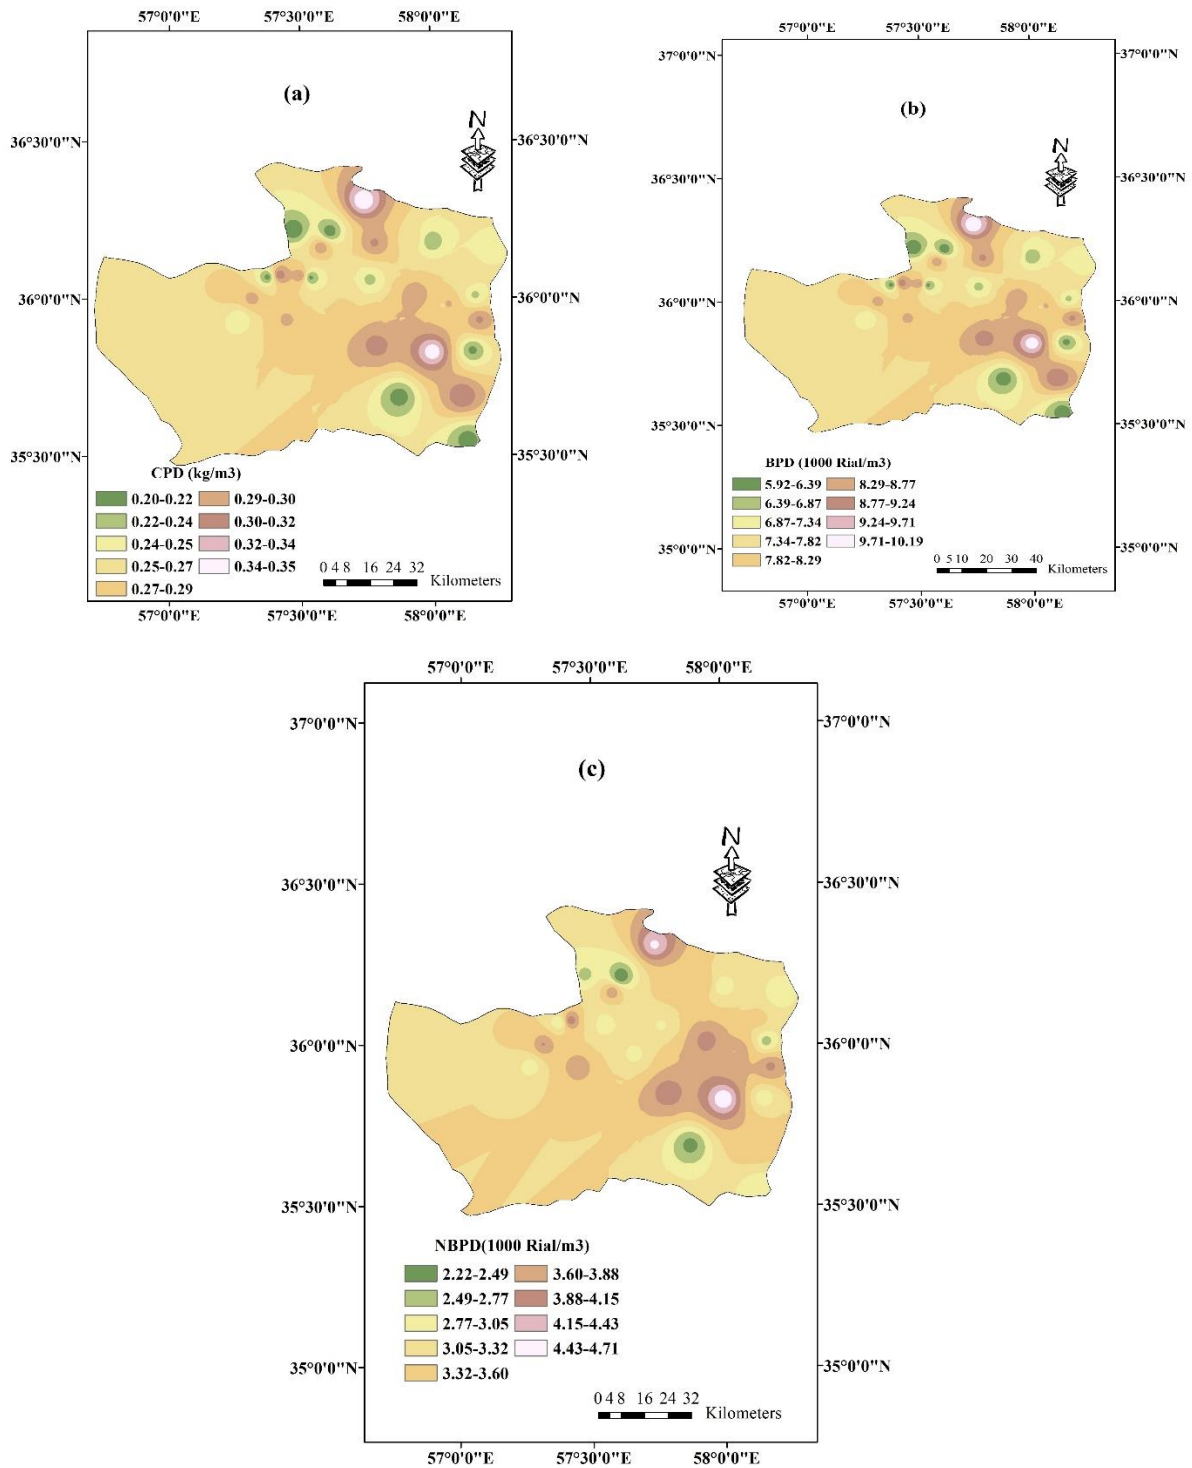 57°0'0"E 57°30'0"E 58°0'0"E
(a)
N
36°30'0"N 36°30'0"N
36°0'0"N 36°0'0"N
35°30'0"N 35°30'0"N
CPD (kg/m3)
0.20-0.22 0.29-0.30
0.22-0.24 0.30-0.32
0.24-0.25 0.32-0.34
0.25-0.27 0.34-0.35
0.27-0.29
0 4 8 16 24 32
Kilometers
57°0'0"E 57°30'0"E 58°0'0"E
57°0'0"E 57°30'0"E 58°0'0"E
37°0'0"N 37°0'0"N
(b)
N
36°30'0"N 36°30'0"N
36°0'0"N 36°0'0"N
35°30'0"N 35°30'0"N
BPD (1000 Rial/m3)
5.92-6.39 8.29-8.77
6.39-6.87 8.77-9.24
6.87-7.34 9.24-9.71
7.34-7.82 9.71-10.19
7.82-8.29
35°0'0"N 35°0'0"N
0 5 10 20 30 40
Kilometers
57°0'0"E 57°30'0"E 58°0'0"E
57°0'0"E 57°30'0"E 58°0'0"E
37°0'0"N 37°0'0"N
(c)
N
36°30'0"N 36°30'0"N
36°0'0"N 36°0'0"N
35°30'0"N 35°30'0"N
NBPD(1000 Rial/m3)
2.22-2.49 3.60-3.88
2.49-2.77 3.88-4.15
2.77-3.05 4.15-4.43
3.05-3.32 4.43-4.71
3.32-3.60
35°0'0"N 35°0'0"N
0 4 8 16 24 32
Kilometers
57°0'0"E 57°30'0"E 58°0'0"E